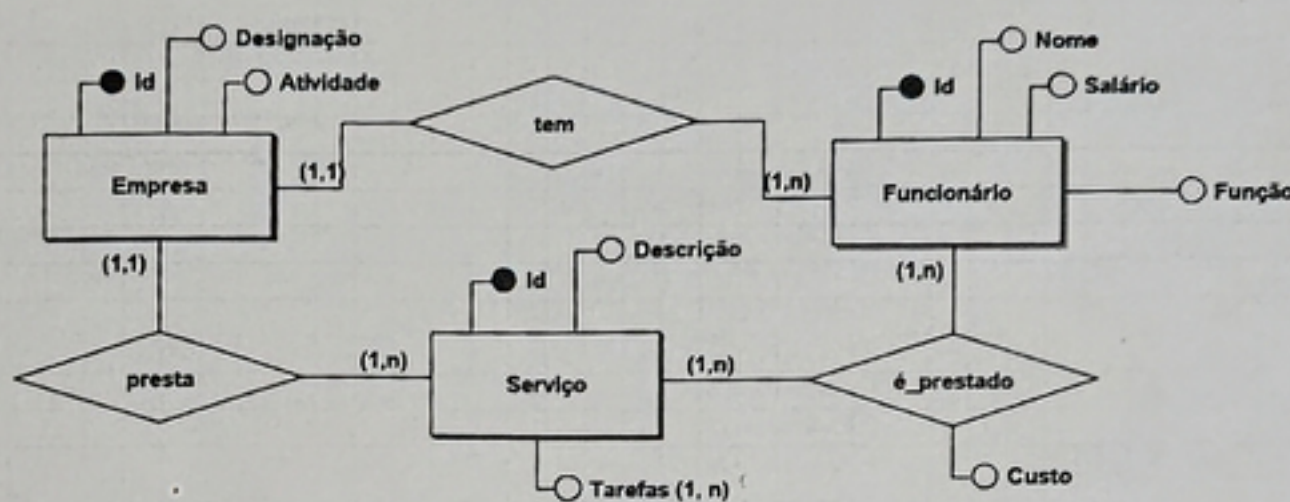 Designação
Id
Atividade
Empresa
(1,1)
(1,1)
tem
Nome
Id
Salário
(1,n)
Funcionário
Função
(1,n)
Descrição
Id
presta
(1,n)
Serviço
(1,n)
é_prestado
Tarefas (1, n)
Custo